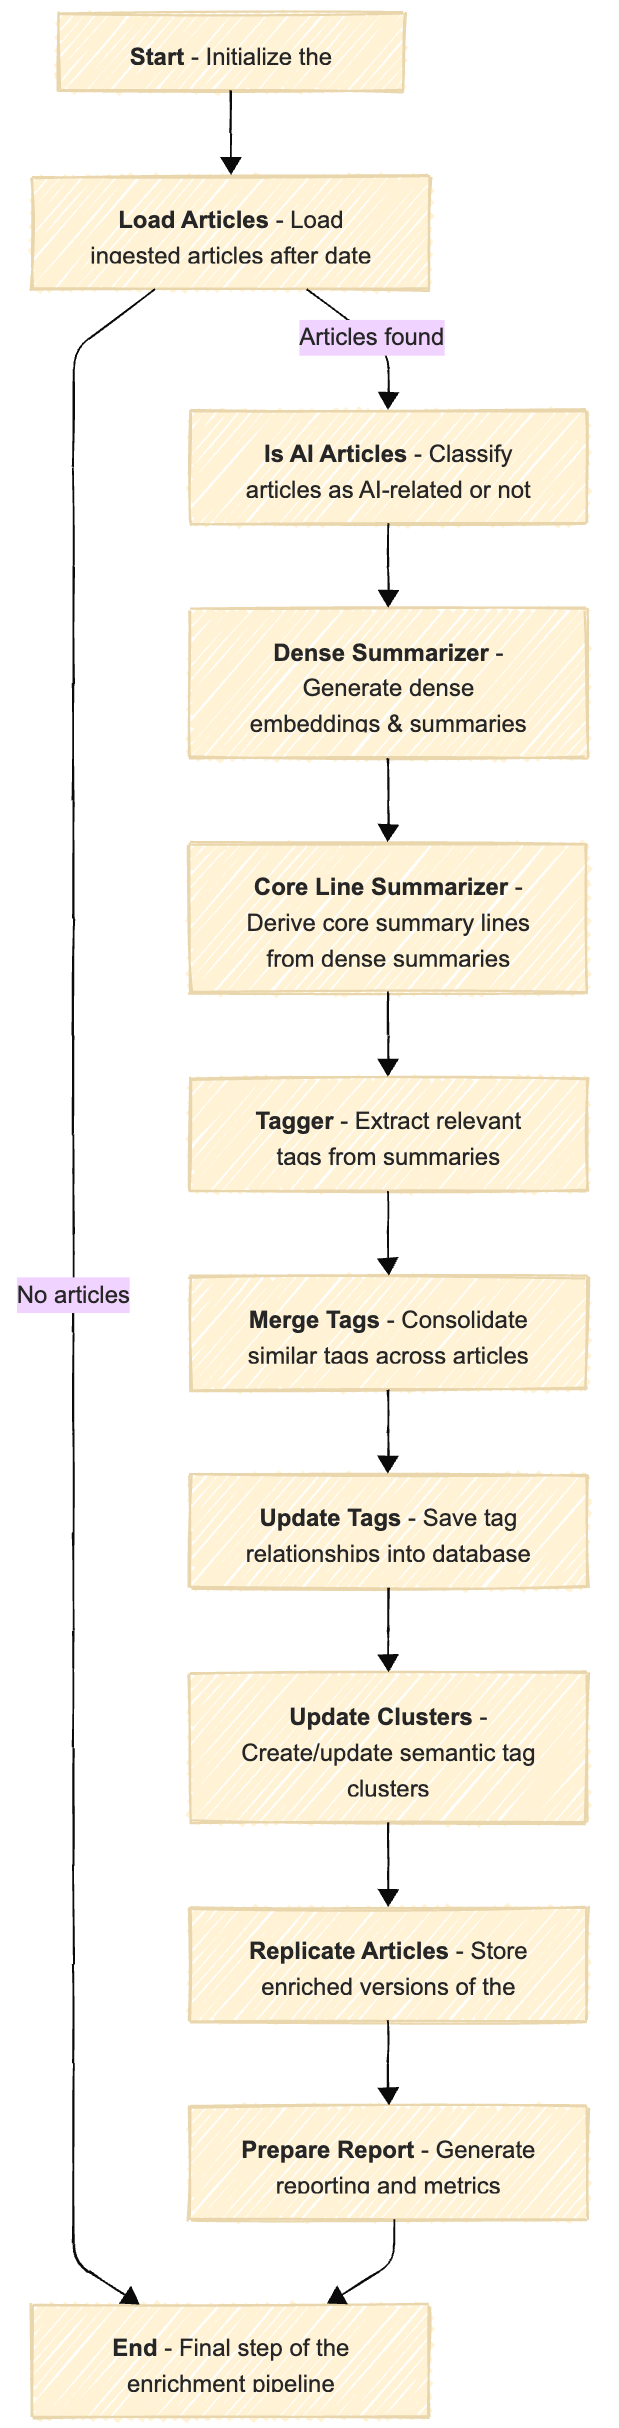 Start - Initialize the
Load Articles - Load
ingested articles after date
Articles found
Is AI Articles - Classify
articles as AI-related or not
Dense Summarizer -
Generate dense
embeddings & summaries
Core Line Summarizer -
Derive core summary lines
from dense summaries
Tagger - Extract relevant
tags from summaries
No articles
Merge Tags - Consolidate
similar tags across articles
Update Tags - Save tag
relationships into database
Update Clusters -
Create/update semantic tag
clusters
Replicate Articles - Store
enriched versions of the
Prepare Report - Generate
reporting and metrics
End - Final step of the
enrichment pipeline